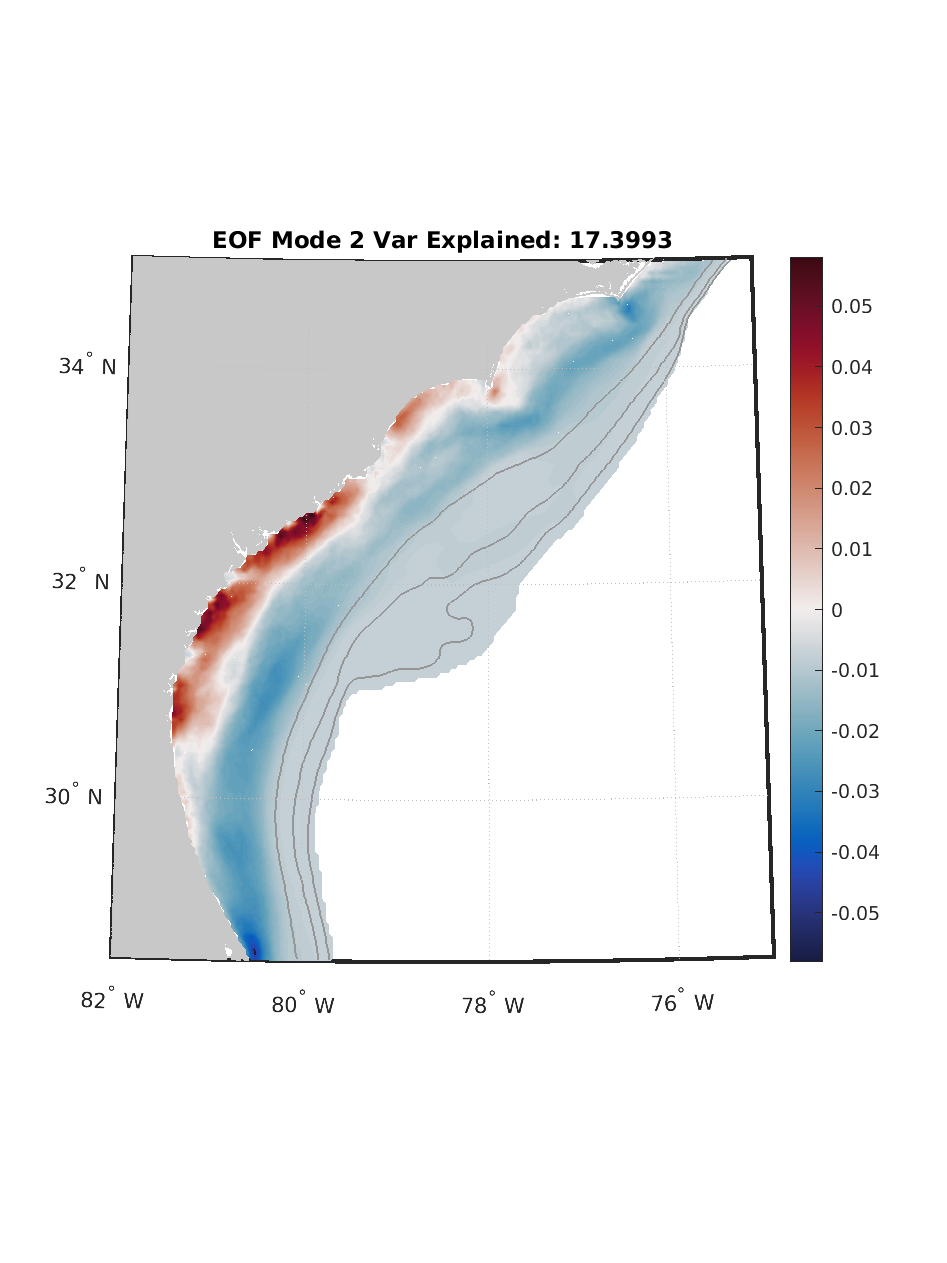 EOF Mode 2 Var Explained: 17.3993
34° N
32° N
30° N
82° W
80° W
78° W
76° W
0.05
0.04
0.03
0.02
0.01
0
-0.01
-0.02
-0.03
-0.04
-0.05